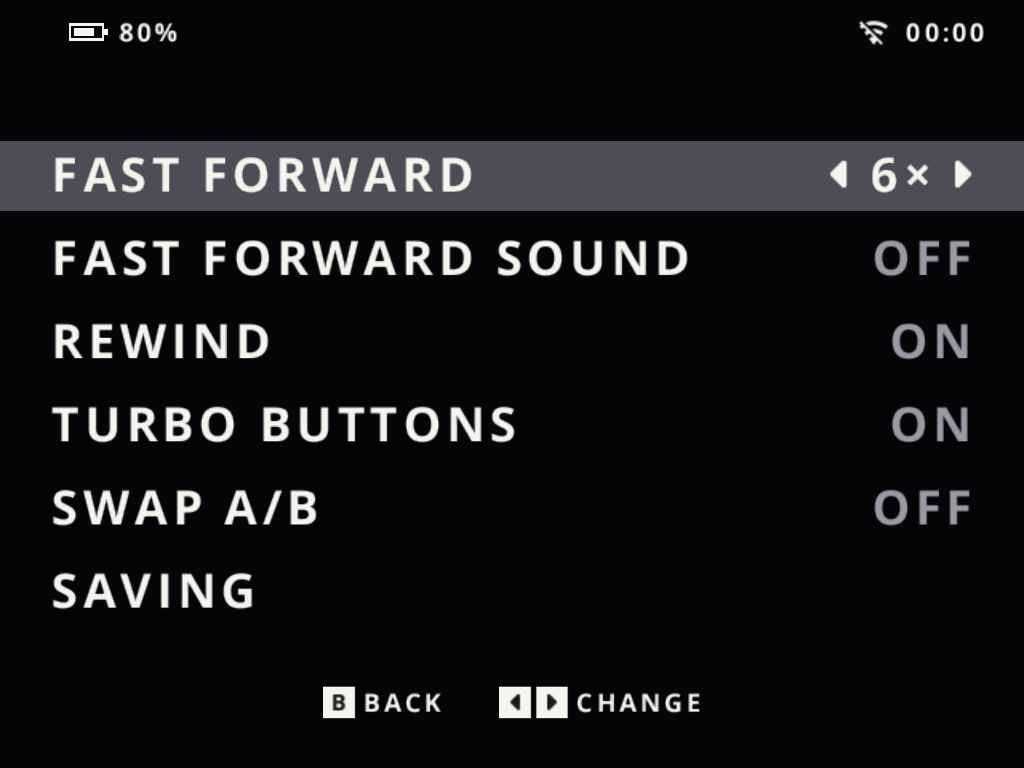 80% 00:00
FAST FORWARD 6×
FAST FORWARD SOUND OFF
REWIND ON
TURBO BUTTONS ON
SWAP A/B OFF
SAVING
B BACK CHANGE